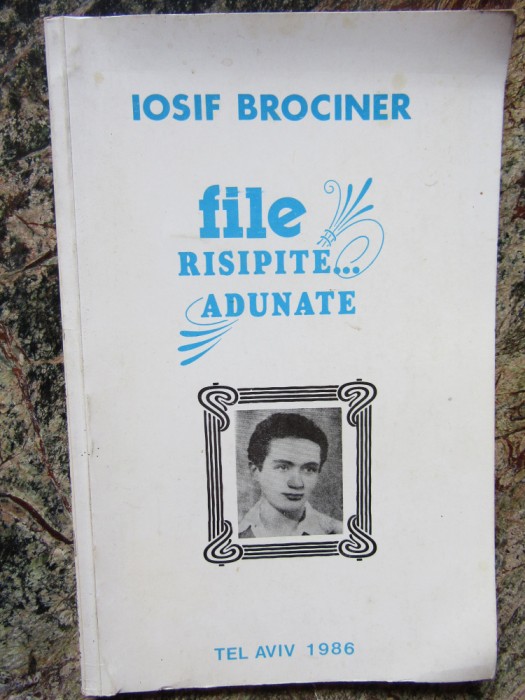 IOSIF BROCINER
file
RISIPITE...
ADUNATE
TEL AVIV 1986